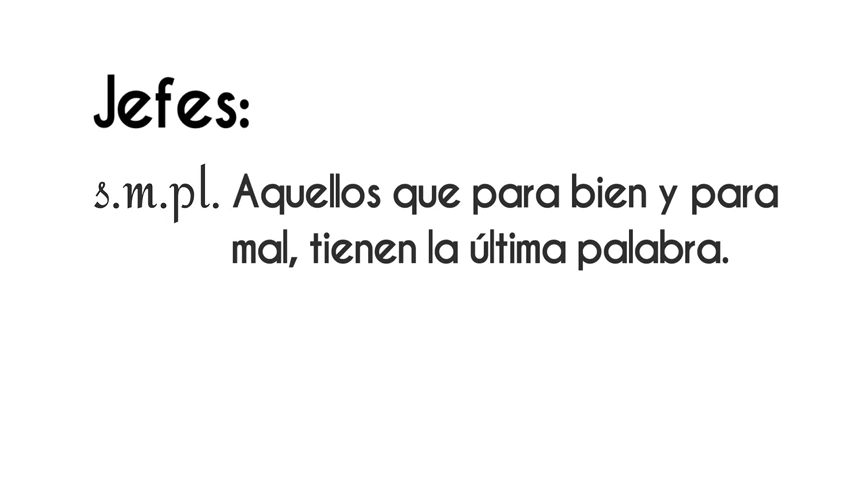 Jefes:
s.m.pl. Aquellos que para bien y para
mal, tienen la última palabra.